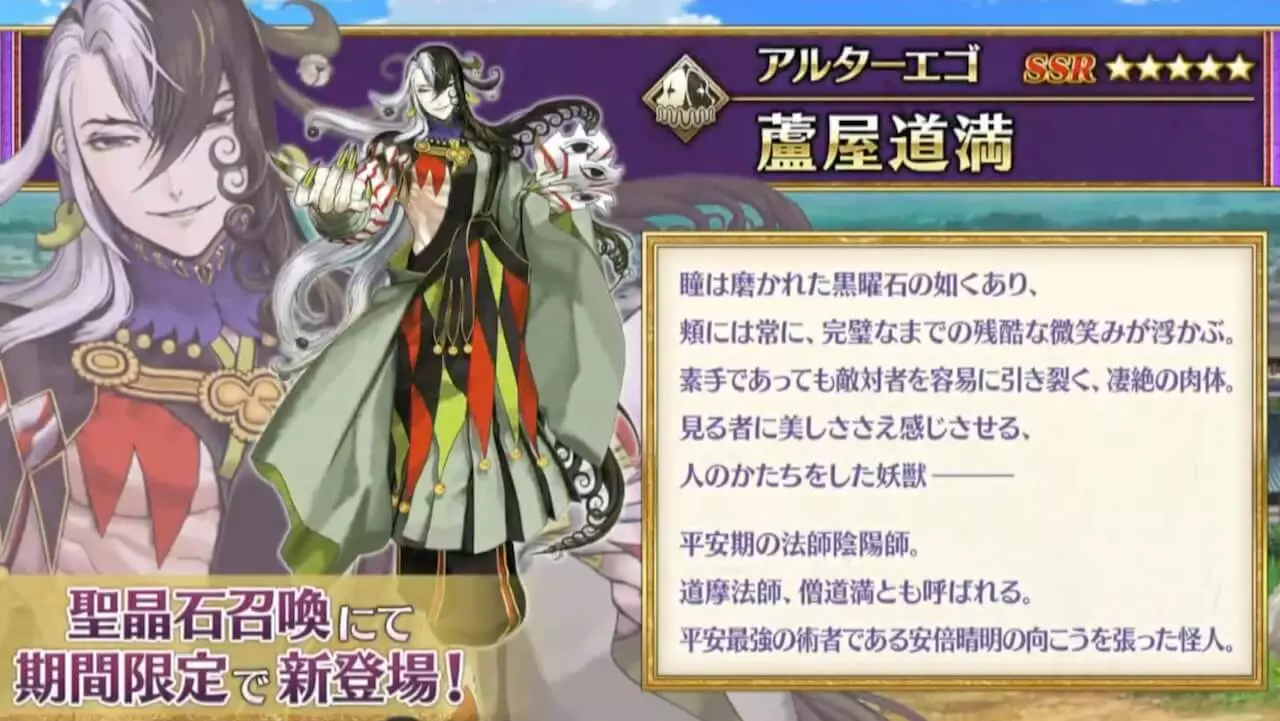 アルターエゴ SSR ★★★★★
蘆屋道満
瞳は磨かれた黒曜石の如くあり、
頬には常に、完璧なまでの残酷な微笑みが浮かぶ。
素手であっても敵対者を容易に引き裂く、凄絶の肉体。
見る者に美しささえ感じさせる、
人のかたちをした妖獣───
平安期の法師陰陽師。
道摩法師、僧道満とも呼ばれる。
平安最強の術者である安倍晴明の向こうを張った怪人。
聖晶石召喚にて
期間限定で新登場！